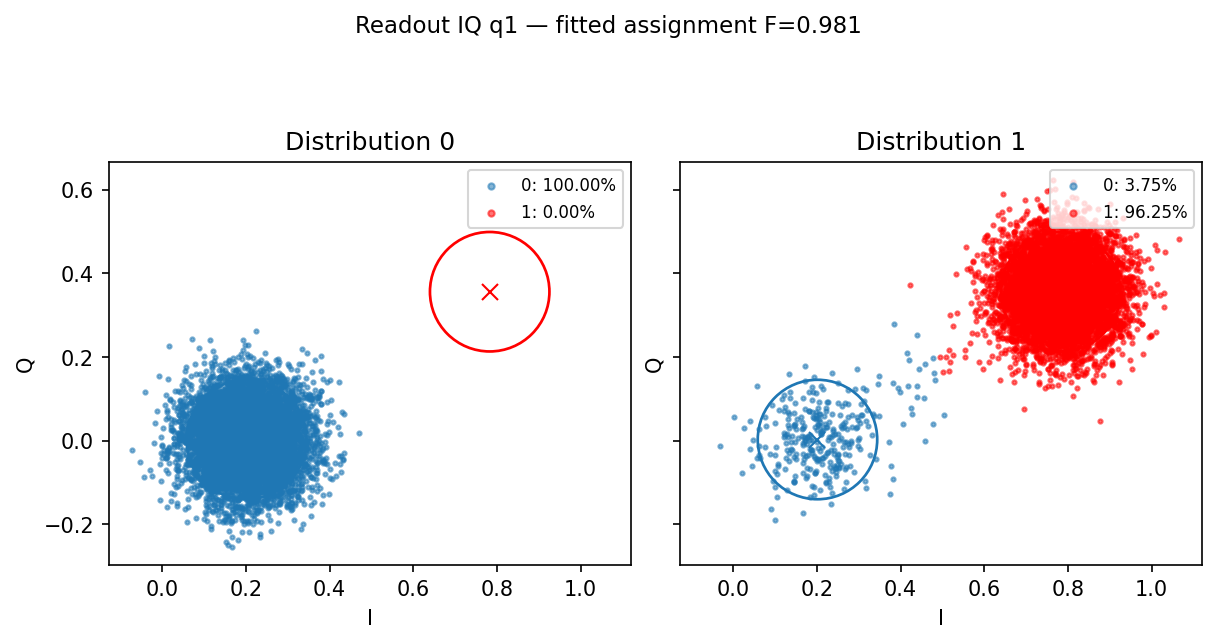 Readout IQ q1 — fitted assignment F=0.981
Distribution 0
Distribution 1
0: 100.00%
1: 0.00%
0: 3.75%
1: 96.25%
Q
0.6
0.4
0.2
0.0
−0.2
Q
0.0 0.2 0.4 0.6 0.8 1.0
0.0 0.2 0.4 0.6 0.8 1.0
I
I